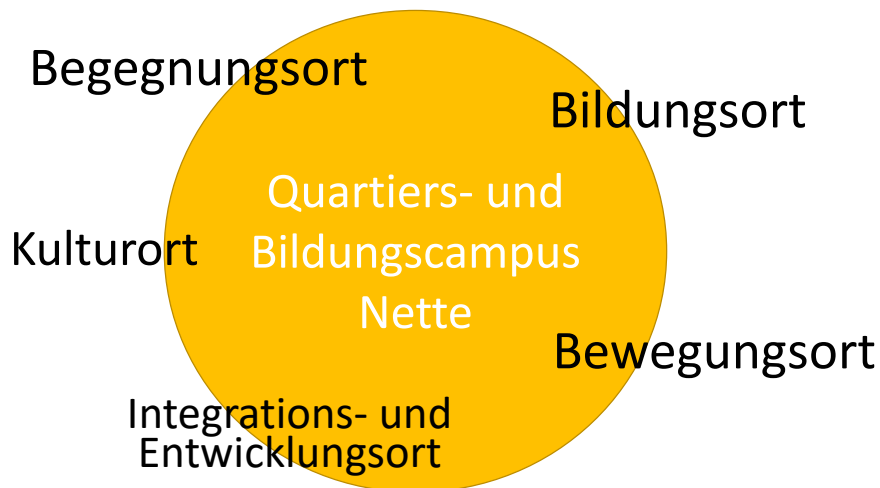 Begegnungsort
Bildungsort
Quartiers- und
Bildungscampus
Nette
Kulturort
Bewegungsort
Integrations- und
Entwicklungsort